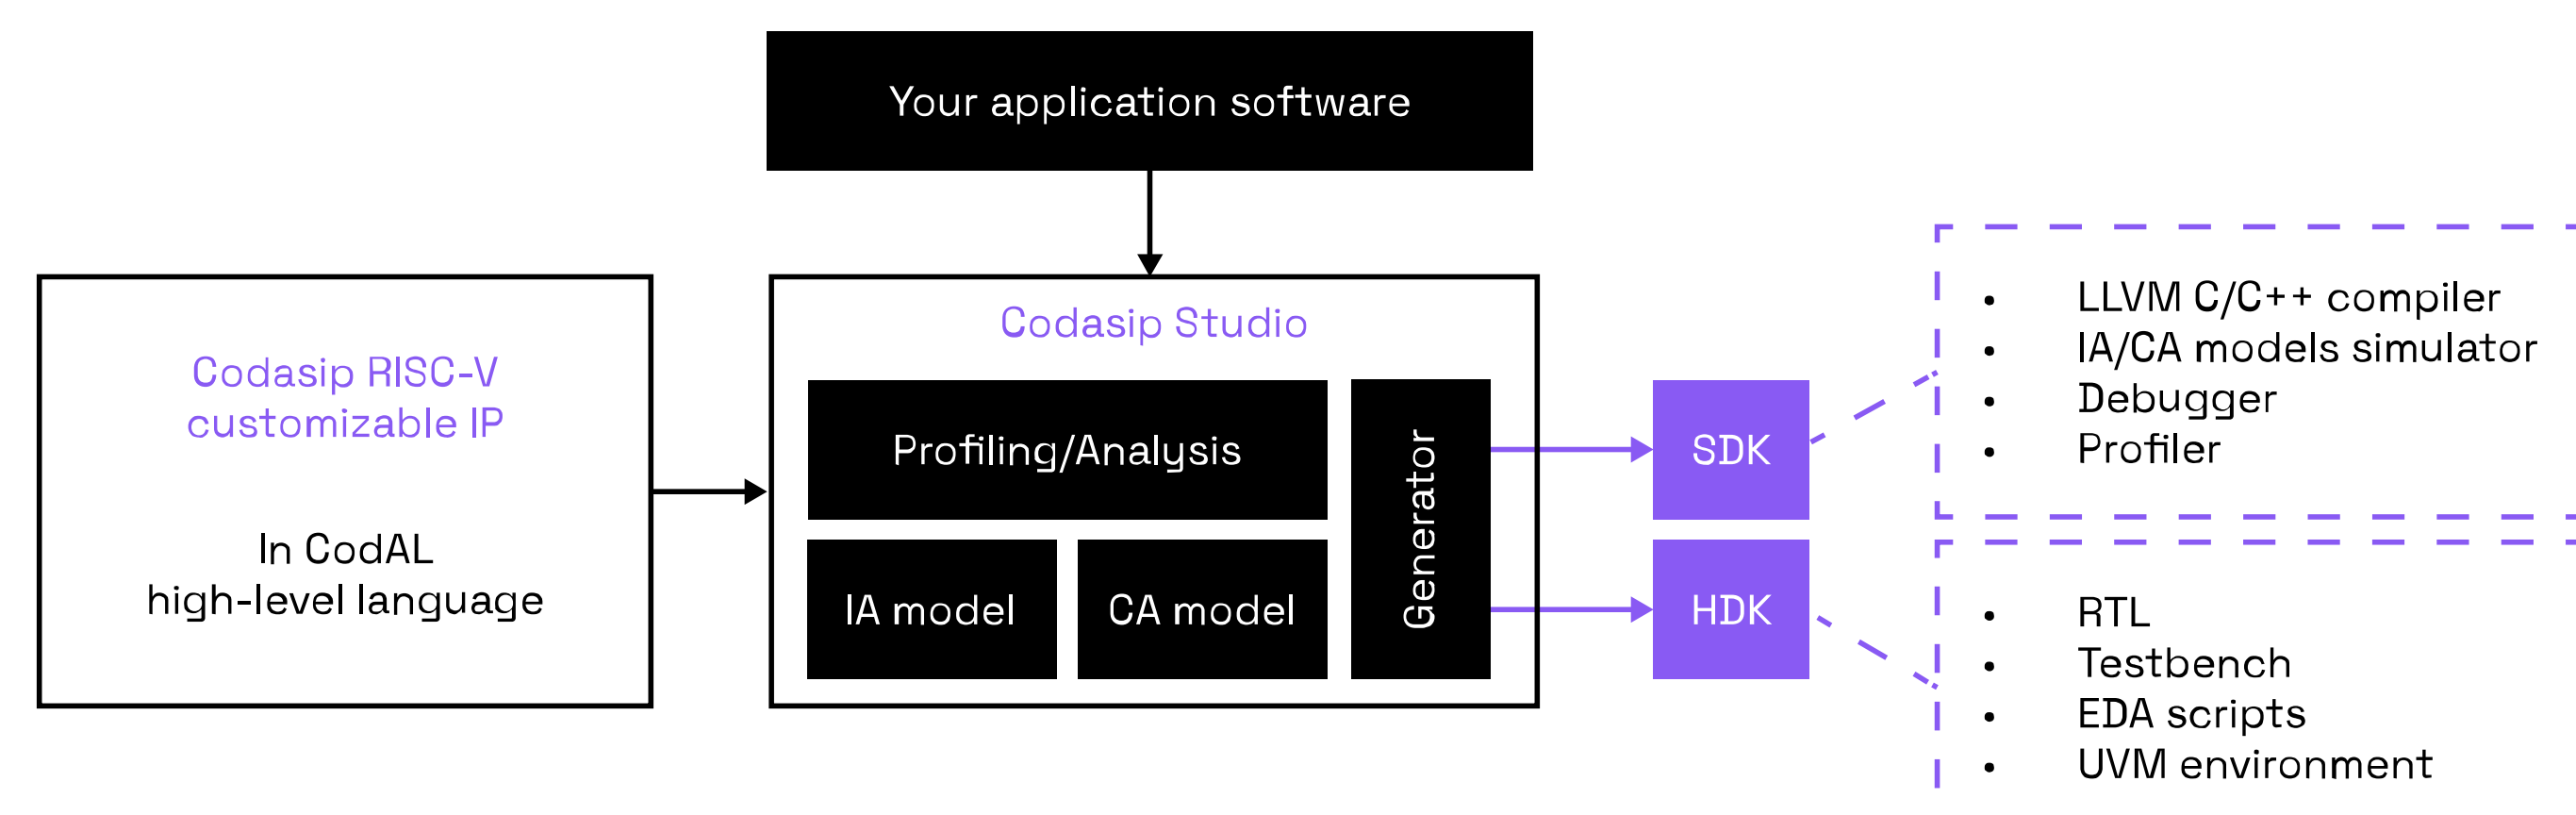 Your application software
Codasip RISC-V
customizable IP
In CodAL
high-level language
Codasip Studio
Profiling/Analysis
IA model
CA model
Generator
SDK
HDK
• LLVM C/C++ compiler
• IA/CA models simulator
• Debugger
• Profiler
• RTL
• Testbench
• EDA scripts
• UVM environment